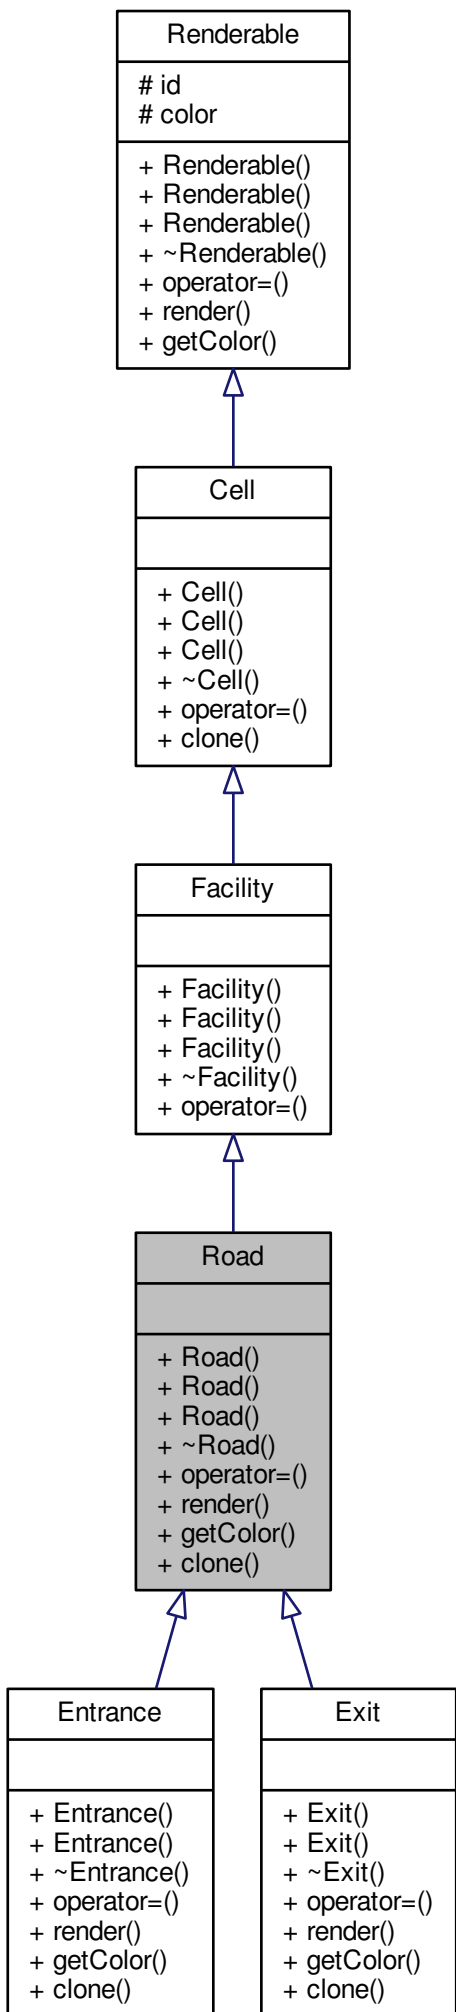 Renderable
# id
# color
+ Renderable()
+ Renderable()
+ Renderable()
+ ~Renderable()
+ operator=()
+ render()
+ getColor()
Cell
+ Cell()
+ Cell()
+ Cell()
+ ~Cell()
+ operator=()
+ clone()
Facility
+ Facility()
+ Facility()
+ Facility()
+ ~Facility()
+ operator=()
Road
+ Road()
+ Road()
+ Road()
+ ~Road()
+ operator=()
+ render()
+ getColor()
+ clone()
Entrance
+ Entrance()
+ Entrance()
+ ~Entrance()
+ operator=()
+ render()
+ getColor()
+ clone()
Exit
+ Exit()
+ Exit()
+ ~Exit()
+ operator=()
+ render()
+ getColor()
+ clone()